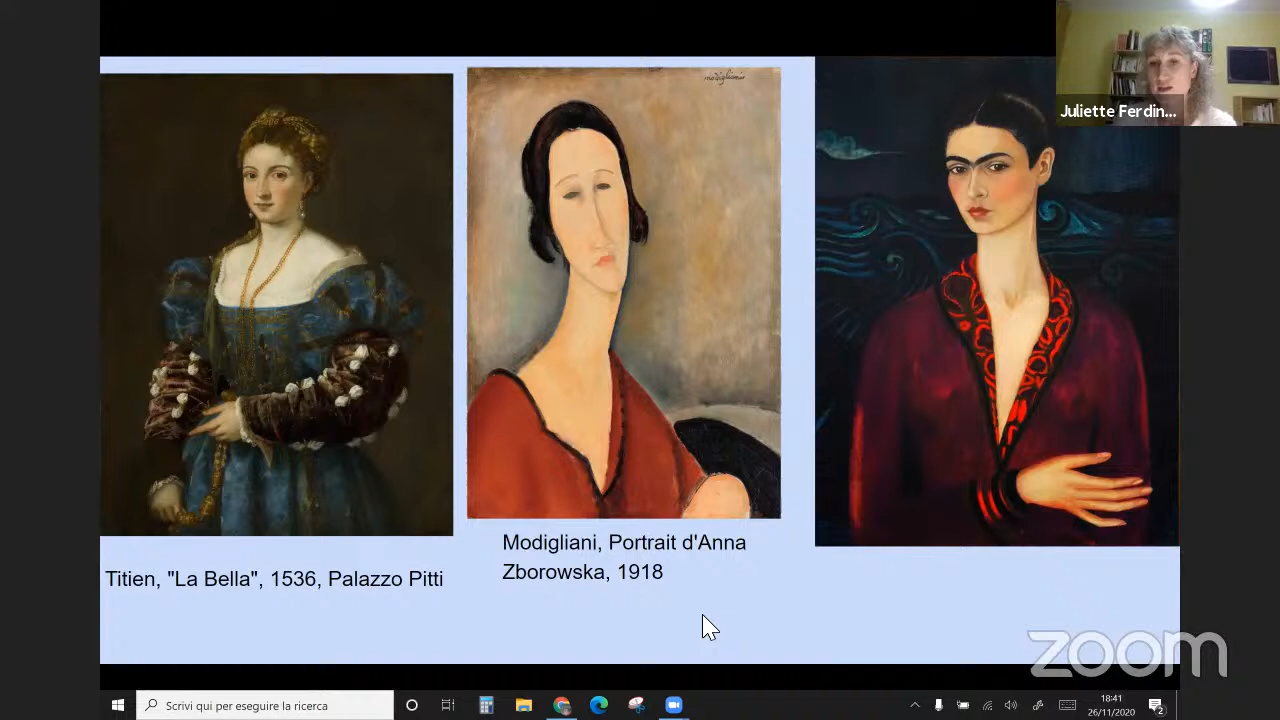 modigliani
Juliette Ferdin...
Modigliani, Portrait d'Anna
Zborowska, 1918
Titien, "La Bella", 1536, Palazzo Pitti
zoom
Scrivi qui per eseguire la ricerca
18:41
26/11/2020
2